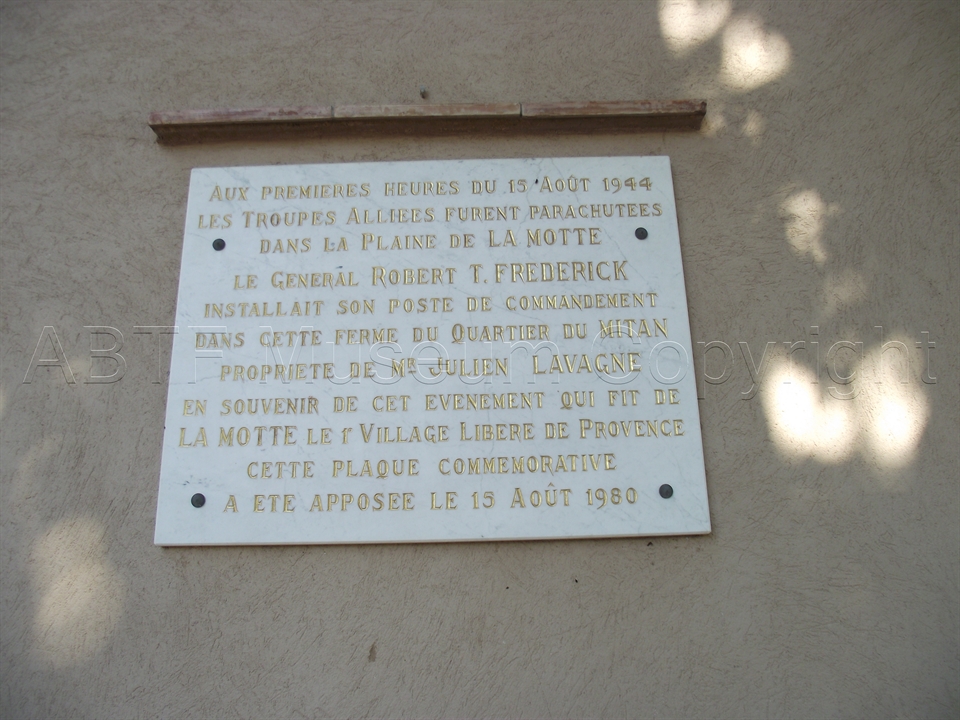 AUX PREMIERES HEURES DU 15 AOÛT 1944
LES TROUPES ALLIEES FURENT PARACHUTEES
DANS LA PLAINE DE LA MOTTE
LE GENERAL ROBERT T. FREDERICK
INSTALLAIT SON POSTE DE COMMANDEMENT
DANS CETTE FERME DU QUARTIER DU MITAN
PROPRIETE DE MR JULIEN LAVAGNE
EN SOUVENIR DE CET EVENEMENT QUI FIT DE
LA MOTTE LE 1r VILLAGE LIBERE DE PROVENCE
CETTE PLAQUE COMMEMORATIVE
A ETE APPOSEE LE 15 AOÛT 1980
(ABTF Museum Copyright)